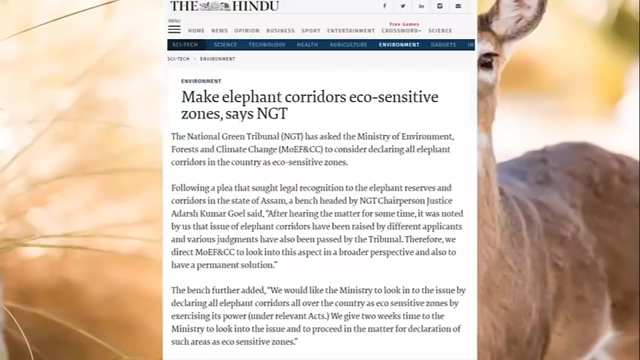 THE HINDU
MENU
Free Games
HOME NEWS OPINION BUSINESS SPORT ENTERTAINMENT CROSSWORD+ SCIENCE
SCI-TECH SCIENCE TECHNOLOGY HEALTH AGRICULTURE ENVIRONMENT GADGETS
SCI-TECH > ENVIRONMENT
ENVIRONMENT
Make elephant corridors eco-sensitive
zones, says NGT
The National Green Tribunal (NGT) has asked the Ministry of Environment,
Forests and Climate Change (MoEF&CC) to consider declaring all elephant
corridors in the country as eco-sensitive zones.
Following a plea that sought legal recognition to the elephant reserves and
corridors in the state of Assam, a bench headed by NGT Chairperson Justice
Adarsh Kumar Goel said, “After hearing the matter for some time, it was noted
by us that issue of elephant corridors have been raised by different applicants
and various judgments have also been passed by the Tribunal. Therefore, we
direct MoEF&CC to look into this aspect in a broader perspective and also to
have a permanent solution.”
The bench further added, “We would like the Ministry to look in to the issue by
declaring all elephant corridors all over the country as eco sensitive zones by
exercising its power (under relevant Acts.) We give two weeks time to the
Ministry to look into the issue and to proceed in the matter for declaration of
such areas as eco sensitive zones.”